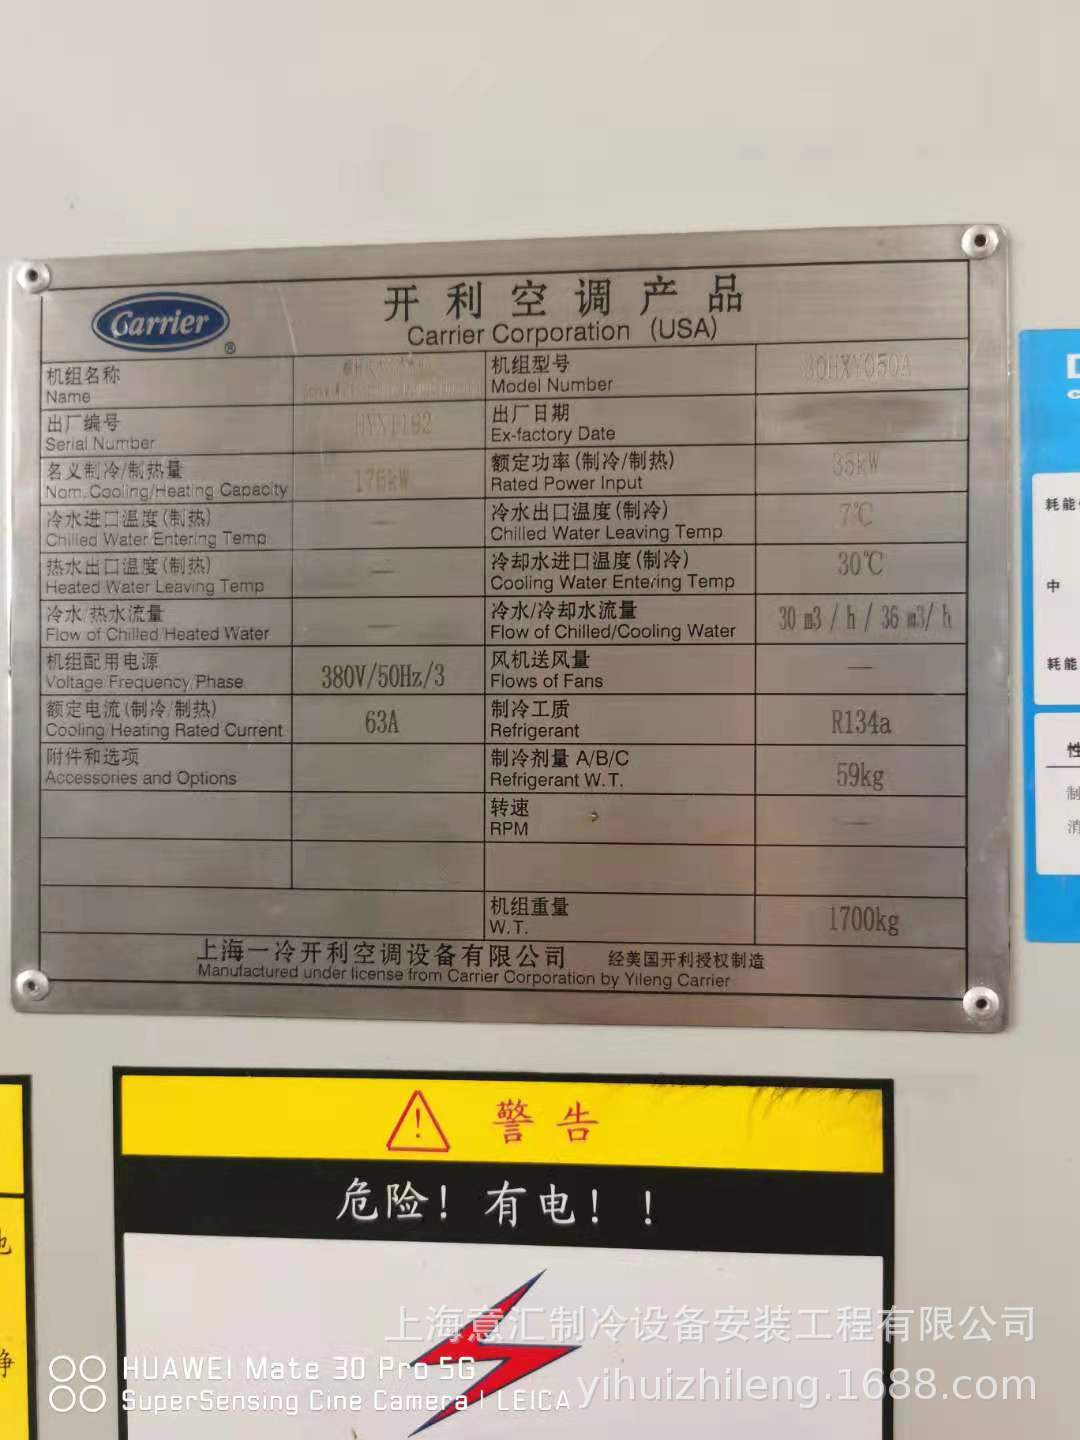 Carrier
®
开利空调产品
Carrier Corporation (USA)
机组名称
Name
机组型号
Model Number
30HXY050A
出厂编号
Serial Number
出厂日期
Ex-factory Date
名义制冷/制热量
Nom. Cooling/Heating Capacity
176kW
额定功率(制冷/制热)
Rated Power Input
35kW
冷水进口温度(制热)
Chilled Water Entering Temp
—
冷水出口温度(制冷)
Chilled Water Leaving Temp
7℃
热水出口温度(制热)
Heated Water Leaving Temp
—
冷却水进口温度(制冷)
Cooling Water Entering Temp
30℃
冷水/热水流量
Flow of Chilled/Heated Water
—
冷水/冷却水流量
Flow of Chilled/Cooling Water
30 m3 / h / 36 m3/ h
机组配用电源
Voltage Frequency/Phase
380V/50Hz/3
风机送风量
Flows of Fans
—
额定电流(制冷/制热)
Cooling/Heating Rated Current
63A
制冷工质
Refrigerant
R134a
附件和选项
Accessories and Options
制冷剂量 A/B/C
Refrigerant W.T.
59kg
转速
RPM
—
机组重量
W.T.
1700kg
上海一冷开利空调设备有限公司 经美国开利授权制造
Manufactured under license from Carrier Corporation by Yileng Carrier
耗能
中
耗能
性
制
警告
危险！有电！！
上海意汇制冷设备安装工程有限公司
yihuizhileng.1688.com
HUAWEI Mate 30 Pro 5G
SuperSensing Cine Camera | LEICA